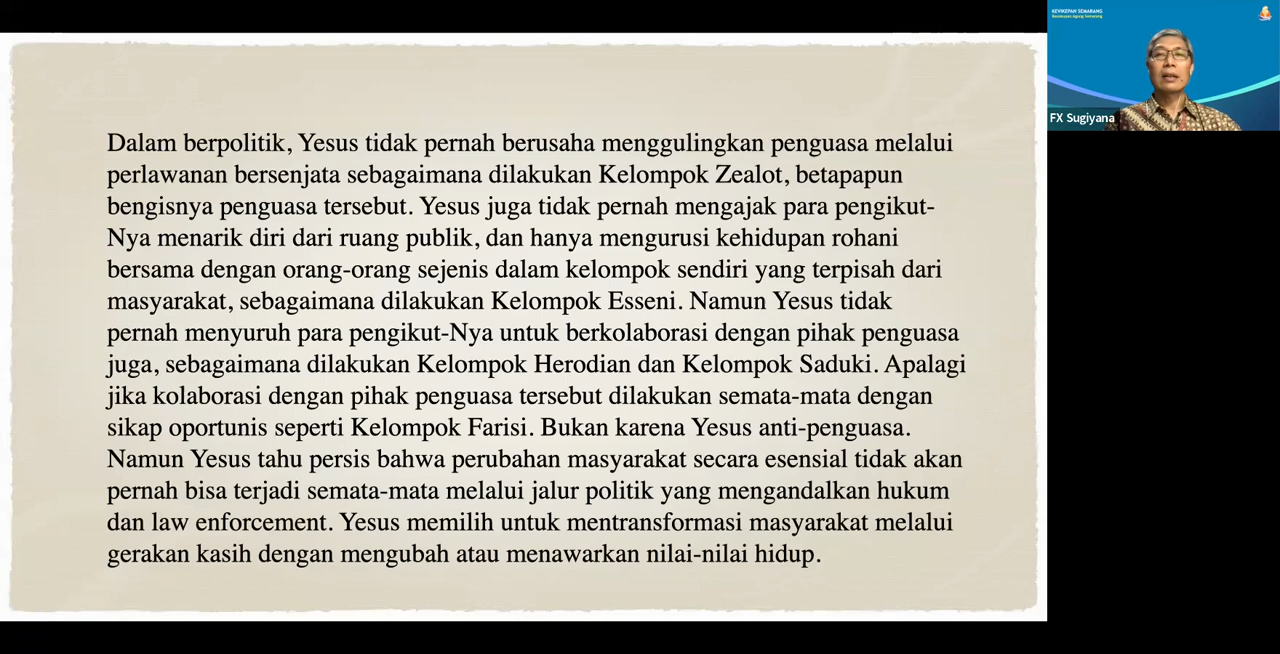 Dalam berpolitik, Yesus tidak pernah berusaha menggulingkan penguasa melalui
perlawanan bersenjata sebagaimana dilakukan Kelompok Zealot, betapapun
bengisnya penguasa tersebut. Yesus juga tidak pernah mengajak para pengikut-
Nya menarik diri dari ruang publik, dan hanya mengurusi kehidupan rohani
bersama dengan orang-orang sejenis dalam kelompok sendiri yang terpisah dari
masyarakat, sebagaimana dilakukan Kelompok Esseni. Namun Yesus tidak
pernah menyuruh para pengikut-Nya untuk berkolaborasi dengan pihak penguasa
juga, sebagaimana dilakukan Kelompok Herodian dan Kelompok Saduki. Apalagi
jika kolaborasi dengan pihak penguasa tersebut dilakukan semata-mata dengan
sikap oportunis seperti Kelompok Farisi. Bukan karena Yesus anti-penguasa.
Namun Yesus tahu persis bahwa perubahan masyarakat secara esensial tidak akan
pernah bisa terjadi semata-mata melalui jalur politik yang mengandalkan hukum
dan law enforcement. Yesus memilih untuk mentransformasi masyarakat melalui
gerakan kasih dengan mengubah atau menawarkan nilai-nilai hidup.
KEVIKEPAN SEMARANG
Keuskupan Agung Semarang
FX Sugiyana